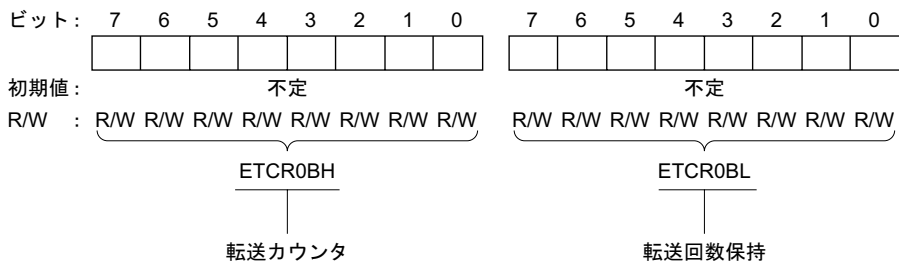 ビット : 7 6 5 4 3 2 1 0 7 6 5 4 3 2 1 0
初期値 : 不定 不定
R/W : R/W R/W R/W R/W R/W R/W R/W R/W R/W R/W R/W R/W R/W R/W R/W R/W
ETCR0BH ETCR0BL
転送カウンタ 転送回数保持